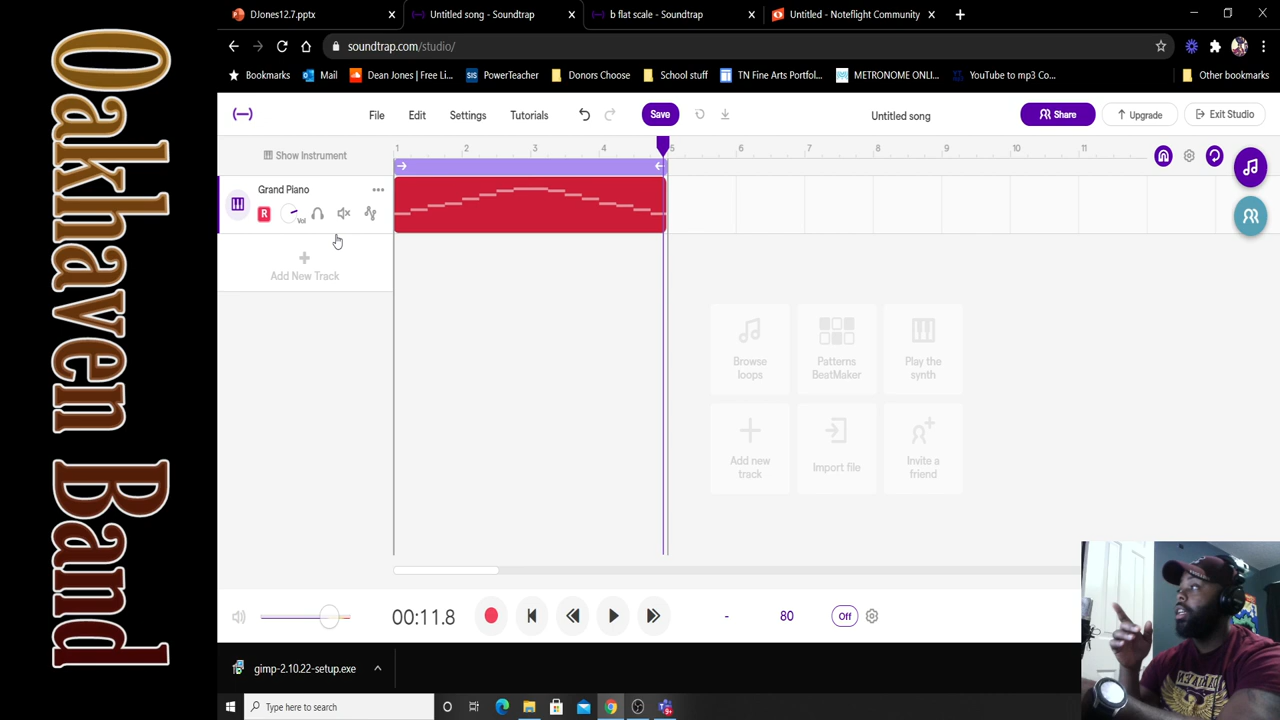 Oakhaven Band
DJones12.7.pptx
Untitled song - Soundtrap
b flat scale - Soundtrap
Untitled - Noteflight Community
soundtrap.com/studio/
Bookmarks
Mail
Dean Jones | Free Li...
SIS
PowerTeacher
Donors Choose
School stuff
TN Fine Arts Portfol...
METRONOME ONLI...
YouTube to mp3 Co...
Other bookmarks
File
Edit
Settings
Tutorials
Save
Untitled song
Share
Upgrade
Exit Studio
Show Instrument
1 2 3 4 5 6 7 8 9 10 11
Grand Piano
R
Vol
Add New Track
Browse
loops
Patterns
BeatMaker
Play the
synth
Add new
track
Import file
Invite a
friend
00:11.8
-
80
Off
gimp-2.10.22-setup.exe
Type here to search